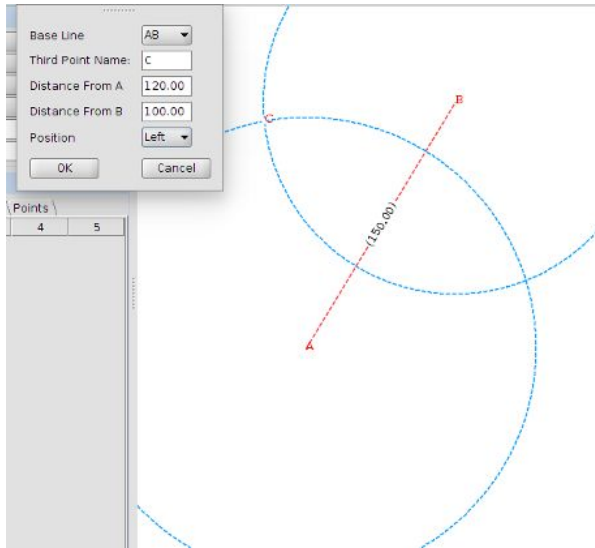 Base Line AB
Third Point Name: C
Distance From A 120.00
Distance From B 100.00
Position Left
OK Cancel
Points
4 5
B
C
(150.00)
A